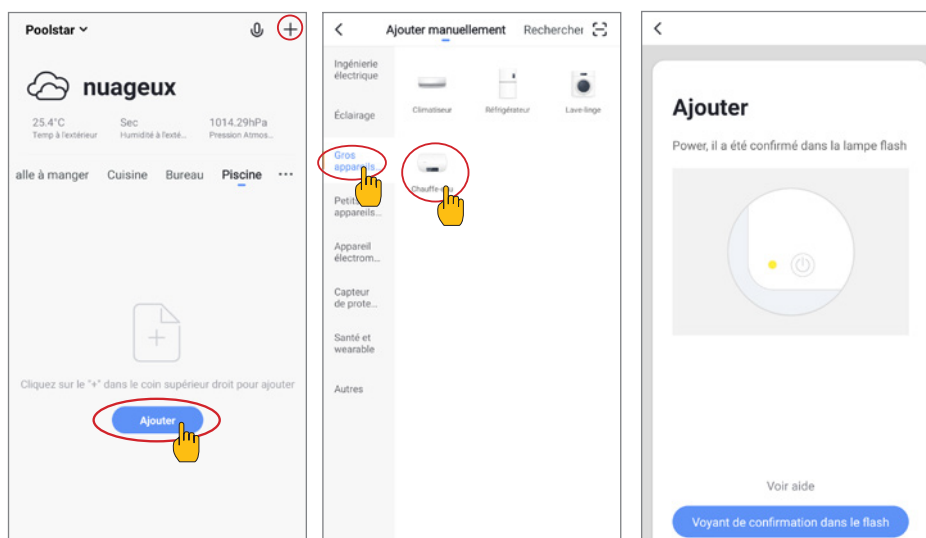 Poolstar
nuageux
25.4°C
Sec
1014.29hPa
Temp à l'extérieur
Humidité à l'exté...
Pression Atmos...
alle à manger
Cuisine
Bureau
Piscine
...
Cliquez sur le "+" dans le coin supérieur droit pour ajouter
Ajouter
Ajouter manuellement
Rechercher
Ingénierie
électrique
Éclairage
Gros
appareils...
Petits
appareils...
Appareil
électrom...
Capteur
de prote...
Santé et
wearable
Autres
Climatiseur
Réfrigérateur
Lave-linge
Chauffe-eau
Ajouter
Power, il a été confirmé dans la lampe flash
Voir aide
Voyant de confirmation dans le flash